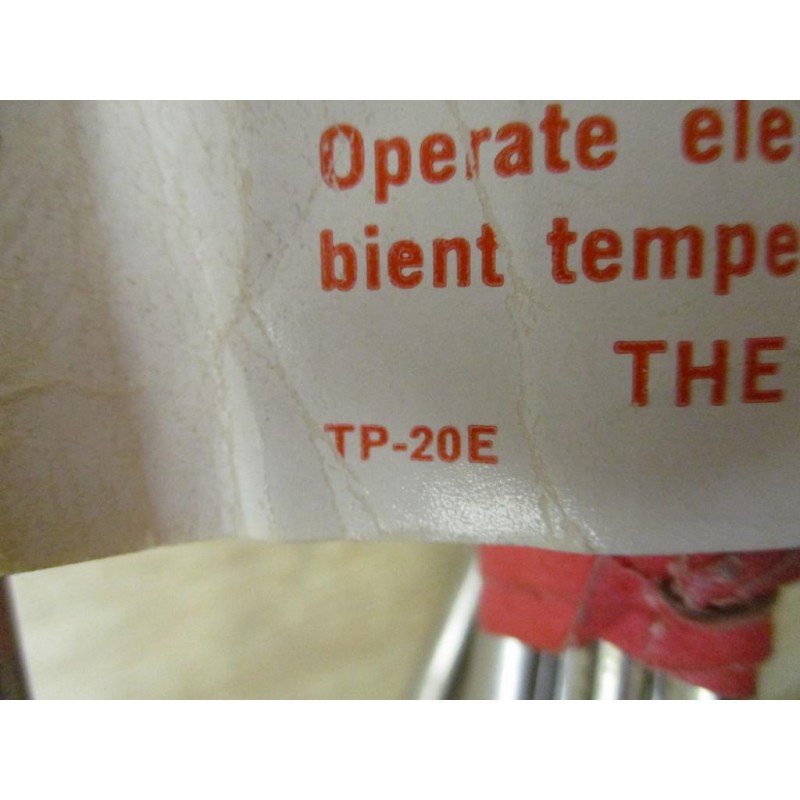 Operate ele
bient tempe
THE
TP-20E